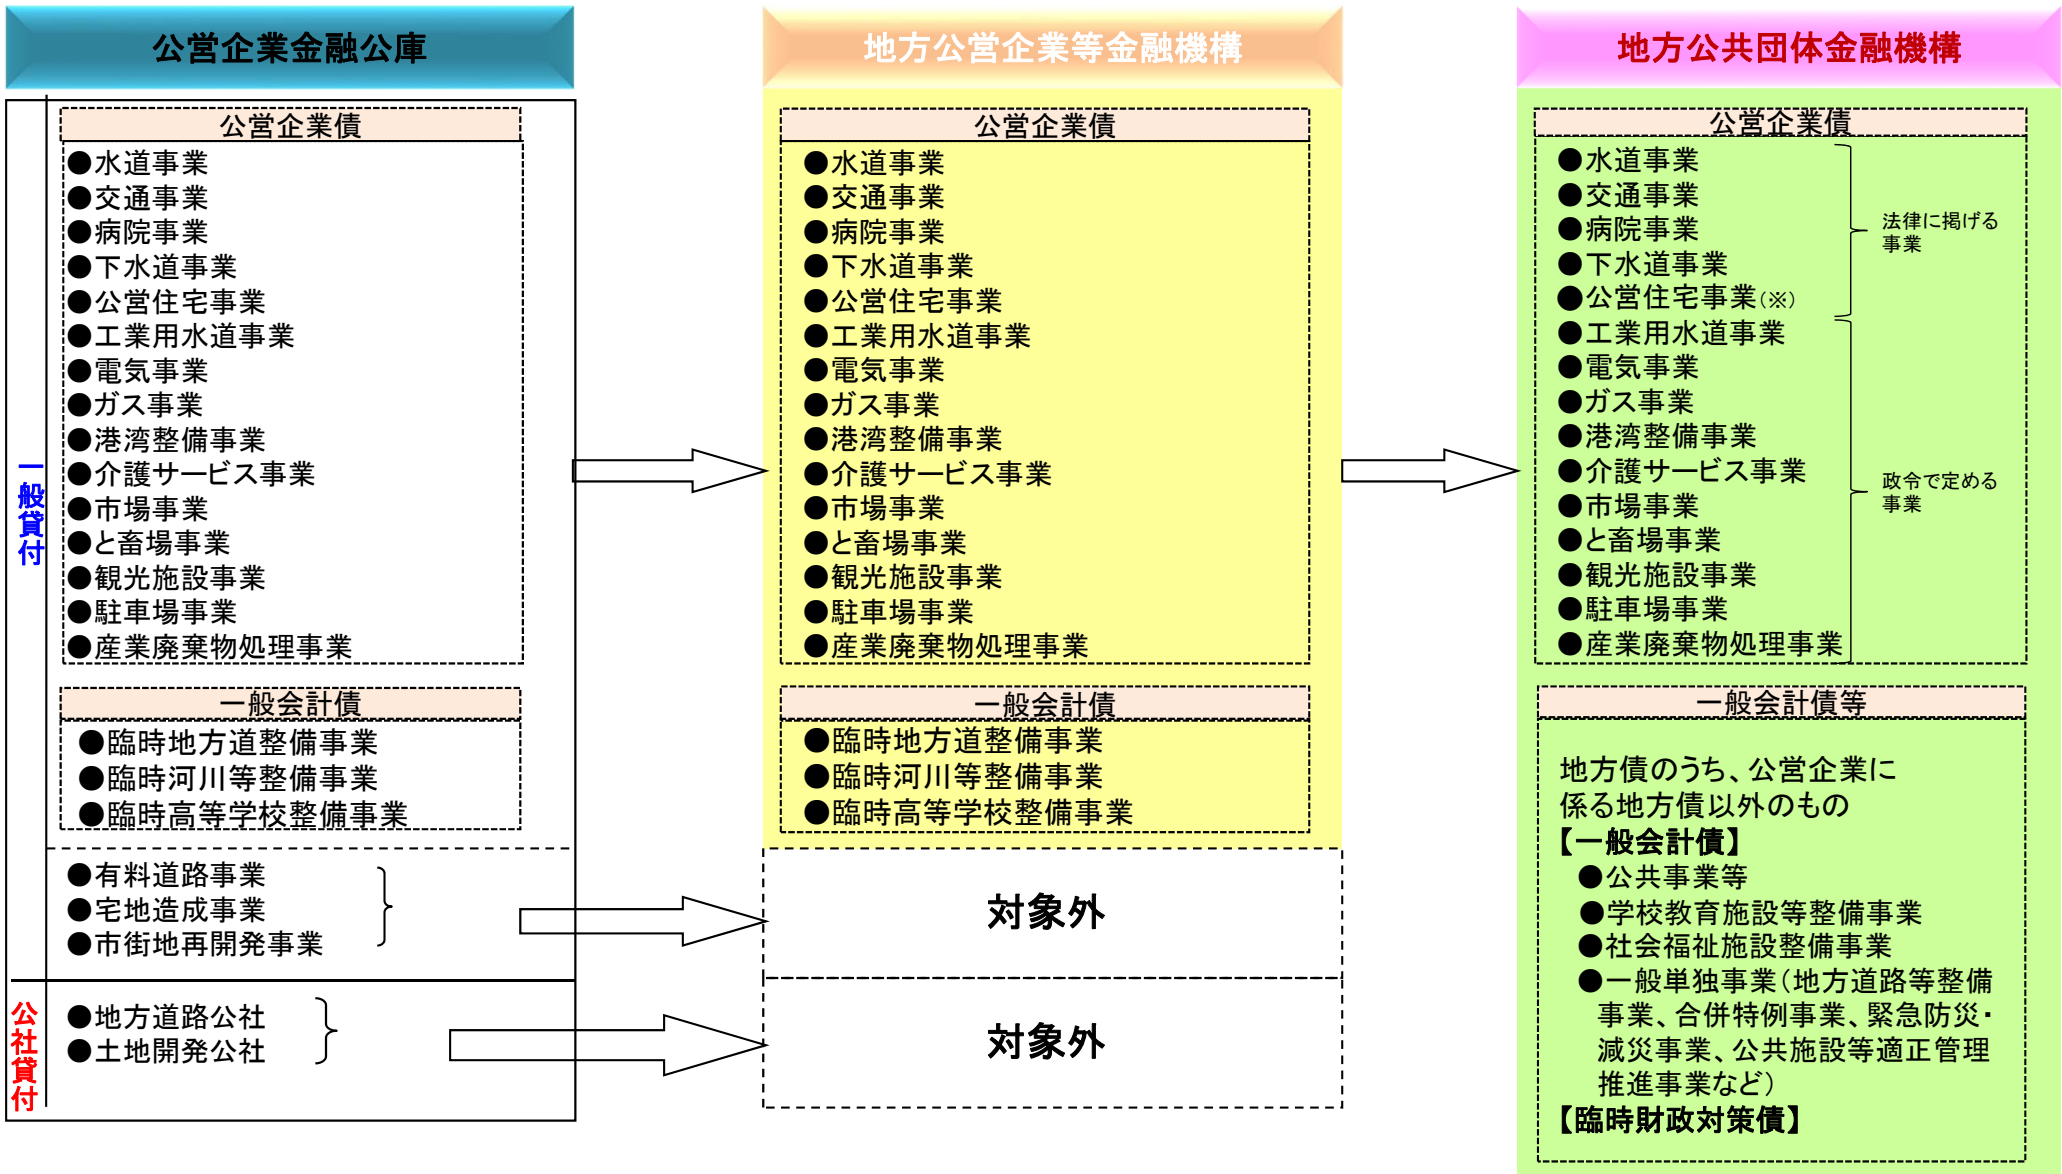 公営企業金融公庫
一般貸付
公営企業債
●水道事業
●交通事業
●病院事業
●下水道事業
●公営住宅事業
●工業用水道事業
●電気事業
●ガス事業
●港湾整備事業
●介護サービス事業
●市場事業
●と畜場事業
●観光施設事業
●駐車場事業
●産業廃棄物処理事業
一般会計債
●臨時地方道整備事業
●臨時河川等整備事業
●臨時高等学校整備事業
●有料道路事業
●宅地造成事業
●市街地再開発事業
公社貸付
●地方道路公社
●土地開発公社
地方公営企業等金融機構
公営企業債
●水道事業
●交通事業
●病院事業
●下水道事業
●公営住宅事業
●工業用水道事業
●電気事業
●ガス事業
●港湾整備事業
●介護サービス事業
●市場事業
●と畜場事業
●観光施設事業
●駐車場事業
●産業廃棄物処理事業
一般会計債
●臨時地方道整備事業
●臨時河川等整備事業
●臨時高等学校整備事業
対象外
対象外
地方公共団体金融機構
公営企業債
●水道事業
●交通事業
●病院事業
●下水道事業
●公営住宅事業(※)
法律に掲げる
事業
●工業用水道事業
●電気事業
●ガス事業
●港湾整備事業
●介護サービス事業
●市場事業
●と畜場事業
●観光施設事業
●駐車場事業
●産業廃棄物処理事業
政令で定める
事業
一般会計債等
地方債のうち、公営企業に
係る地方債以外のもの
【一般会計債】
●公共事業等
●学校教育施設等整備事業
●社会福祉施設整備事業
●一般単独事業（地方道路等整備
事業、合併特例事業、緊急防災・
減災事業、公共施設等適正管理
推進事業など）
【臨時財政対策債】